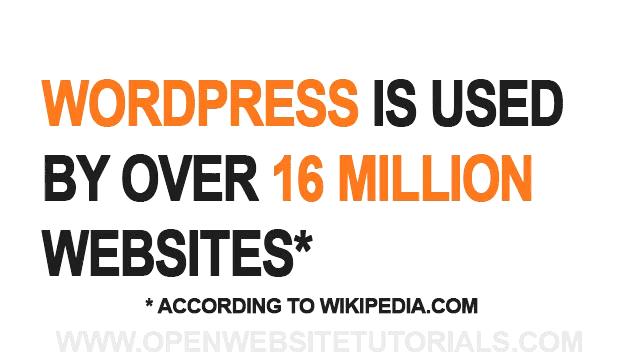 WORDPRESS IS USED
BY OVER 16 MILLION
WEBSITES*
* ACCORDING TO WIKIPEDIA.COM
WWW.OPENWEBSITETUTORIALS.COM